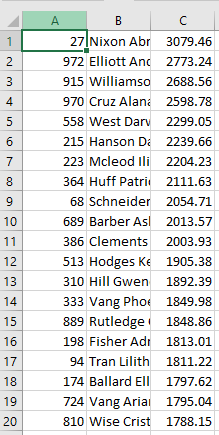 A B C
1 27 Nixon Abr 3079.46
2 972 Elliott And 2773.24
3 915 Williamso 2688.56
4 970 Cruz Alana 2598.78
5 558 West Darw 2299.05
6 215 Hanson Da 2239.66
7 223 Mcleod Ili 2204.23
8 364 Huff Patric 2111.63
9 68 Schneider 2054.71
10 689 Barber Asl 2013.57
11 386 Clements 2003.93
12 513 Hodges Ke 1905.38
13 310 Hill Gwen 1892.39
14 333 Vang Phoe 1849.98
15 889 Rutledge 1848.86
16 198 Fisher Adr 1813.01
17 94 Tran Lilith 1811.22
18 174 Ballard Ell 1797.62
19 724 Vang Aria 1795.04
20 810 Wise Crist 1788.15